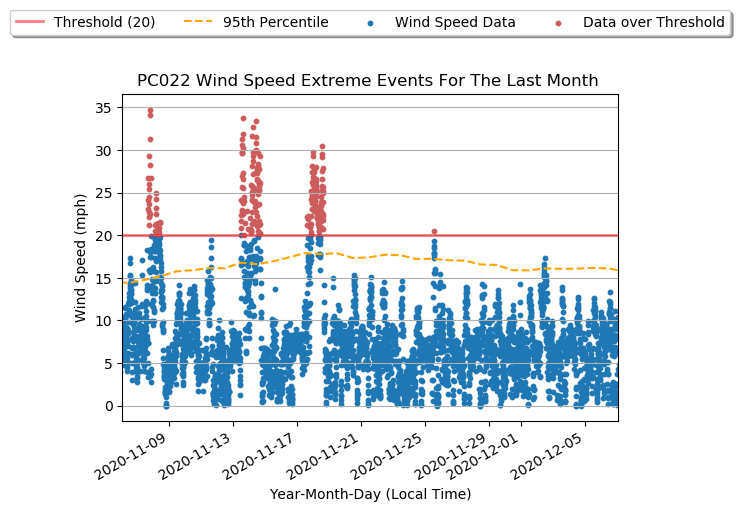 Threshold (20) 95th Percentile Wind Speed Data Data over Threshold
PC022 Wind Speed Extreme Events For The Last Month
35
30
25
20
15
10
5
0
Wind Speed (mph)
2020-11-09 2020-11-13 2020-11-17 2020-11-21 2020-11-25 2020-11-29 2020-12-01 2020-12-05
Year-Month-Day (Local Time)